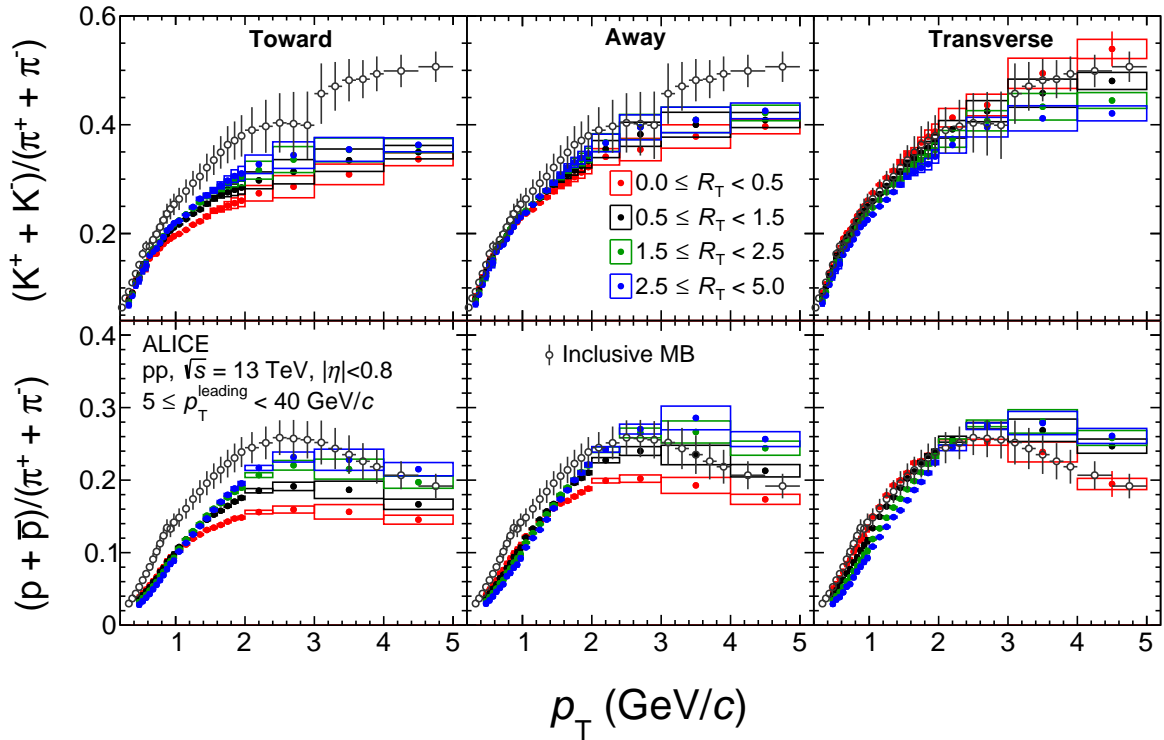 Toward
Away
Transverse
(K⁺ + K⁻)/(π⁺ + π⁻)
0.6
0.4
0.2
0.0 ≤ R_T < 0.5
0.5 ≤ R_T < 1.5
1.5 ≤ R_T < 2.5
2.5 ≤ R_T < 5.0
(p + p̅)/(π⁺ + π⁻)
0.4
0.3
0.2
0.1
0
ALICE
pp, √s = 13 TeV, |η|<0.8
5 ≤ p_T^leading < 40 GeV/c
Inclusive MB
1 2 3 4 5 1 2 3 4 5 1 2 3 4 5
p_T (GeV/c)